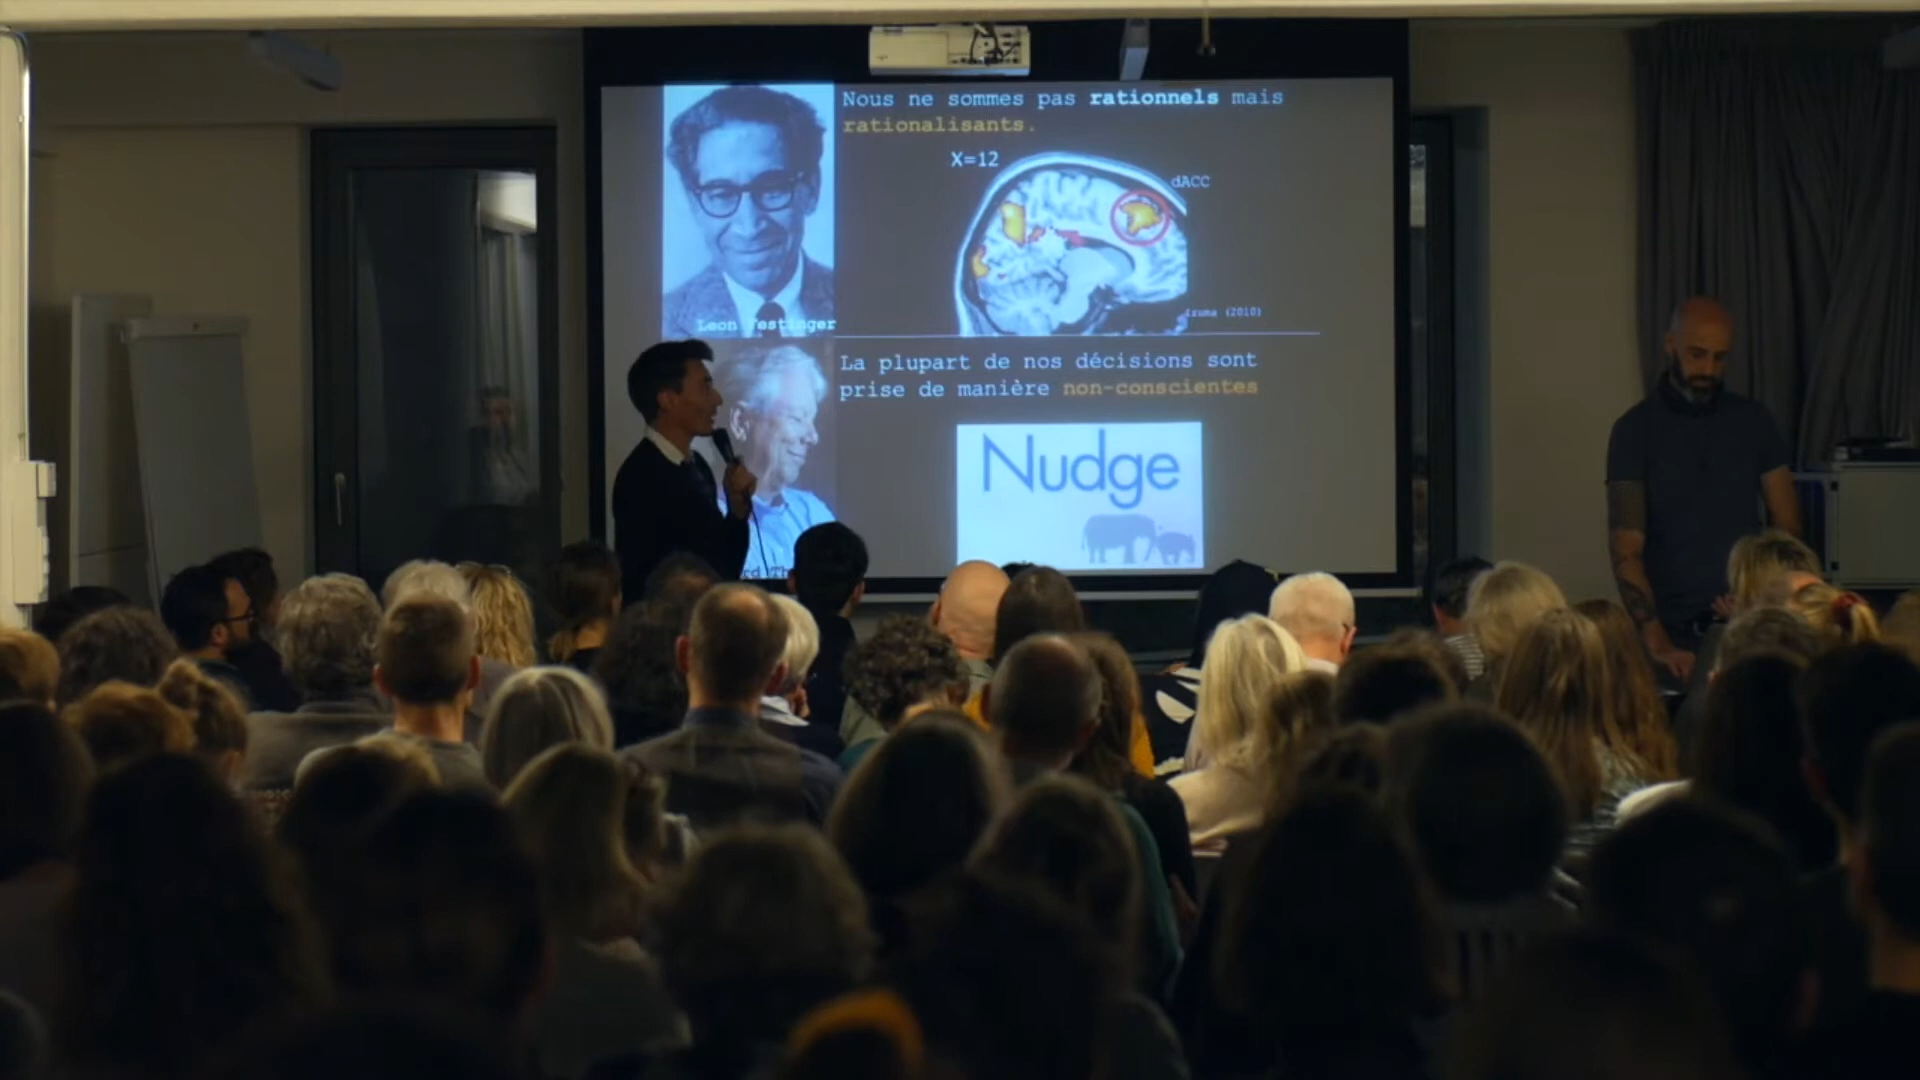 Nous ne sommes pas rationnels mais
rationalisants.
X=12
dACC
Izuma (2010)
Leon Festinger
La plupart de nos décisions sont
prise de manière non-conscientes
Nudge